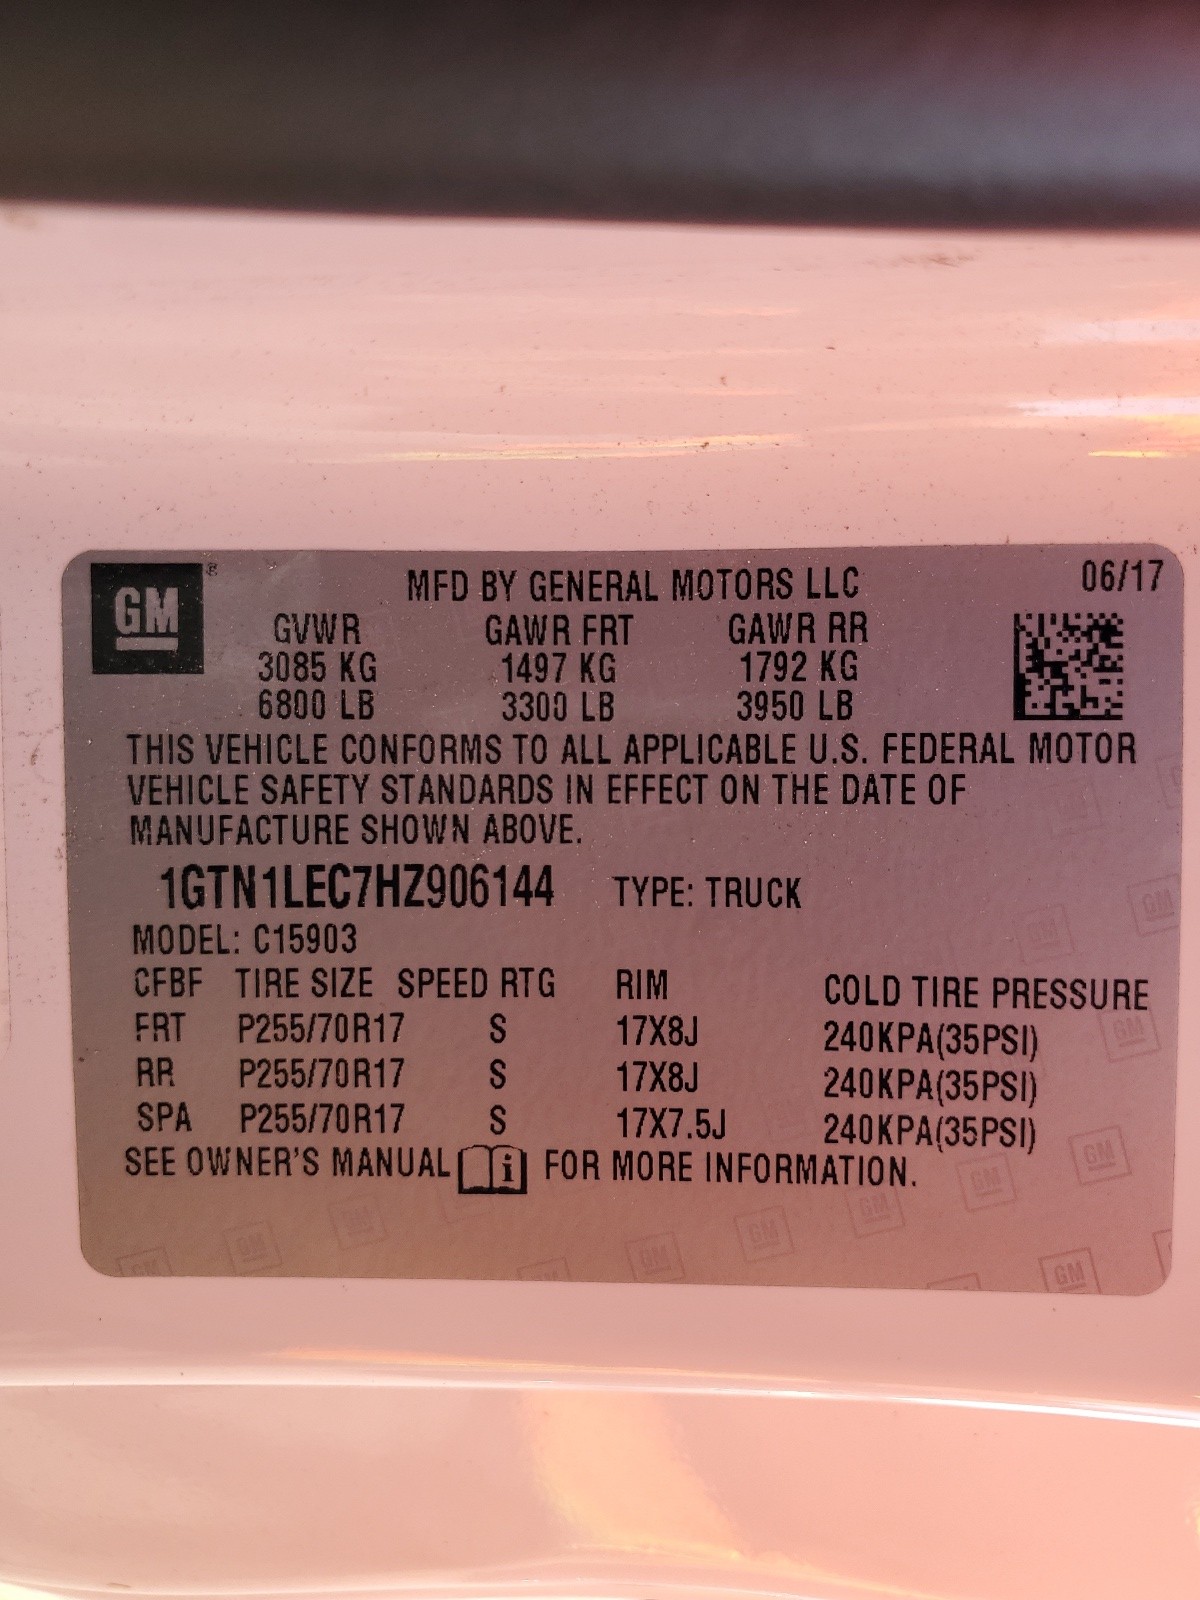 GM ®
MFD BY GENERAL MOTORS LLC 06/17
GVWR GAWR FRT GAWR RR
3085 KG 1497 KG 1792 KG
6800 LB 3300 LB 3950 LB
THIS VEHICLE CONFORMS TO ALL APPLICABLE U.S. FEDERAL MOTOR
VEHICLE SAFETY STANDARDS IN EFFECT ON THE DATE OF
MANUFACTURE SHOWN ABOVE.
1GTN1LEC7HZ906144 TYPE: TRUCK
MODEL: C15903
CFBF TIRE SIZE SPEED RTG RIM COLD TIRE PRESSURE
FRT P255/70R17 S 17X8J 240KPA(35PSI)
RR P255/70R17 S 17X8J 240KPA(35PSI)
SPA P255/70R17 S 17X7.5J 240KPA(35PSI)
SEE OWNER'S MANUAL i FOR MORE INFORMATION.